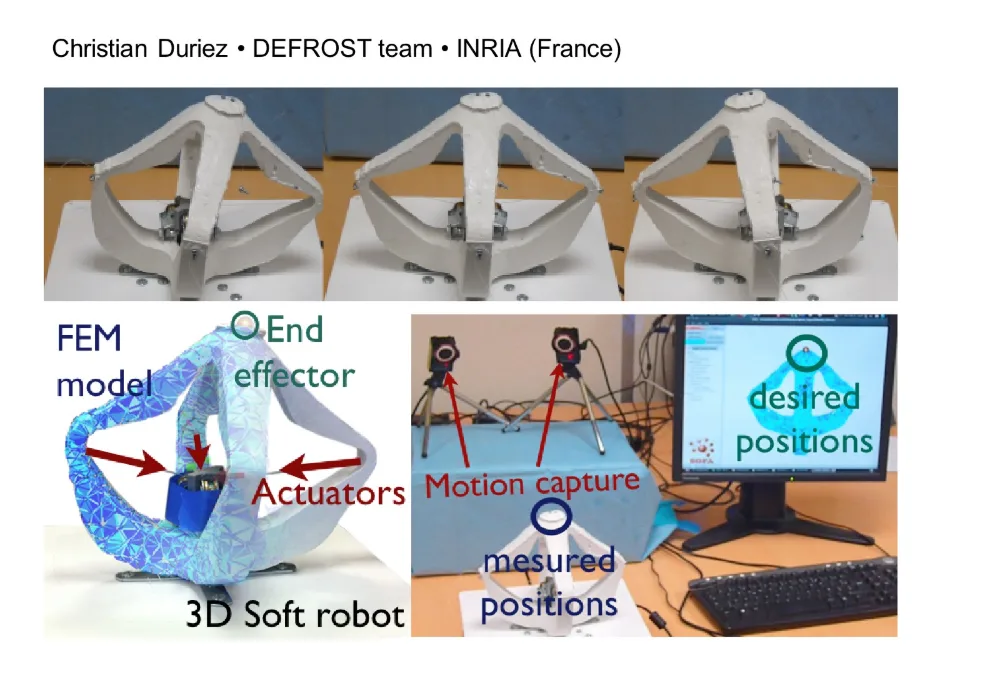 Christian Duriez • DEFROST team • INRIA (France)
FEM
model
End
effector
Actuators
3D Soft robot
Motion capture
mesured
positions
desired
positions
SOFA